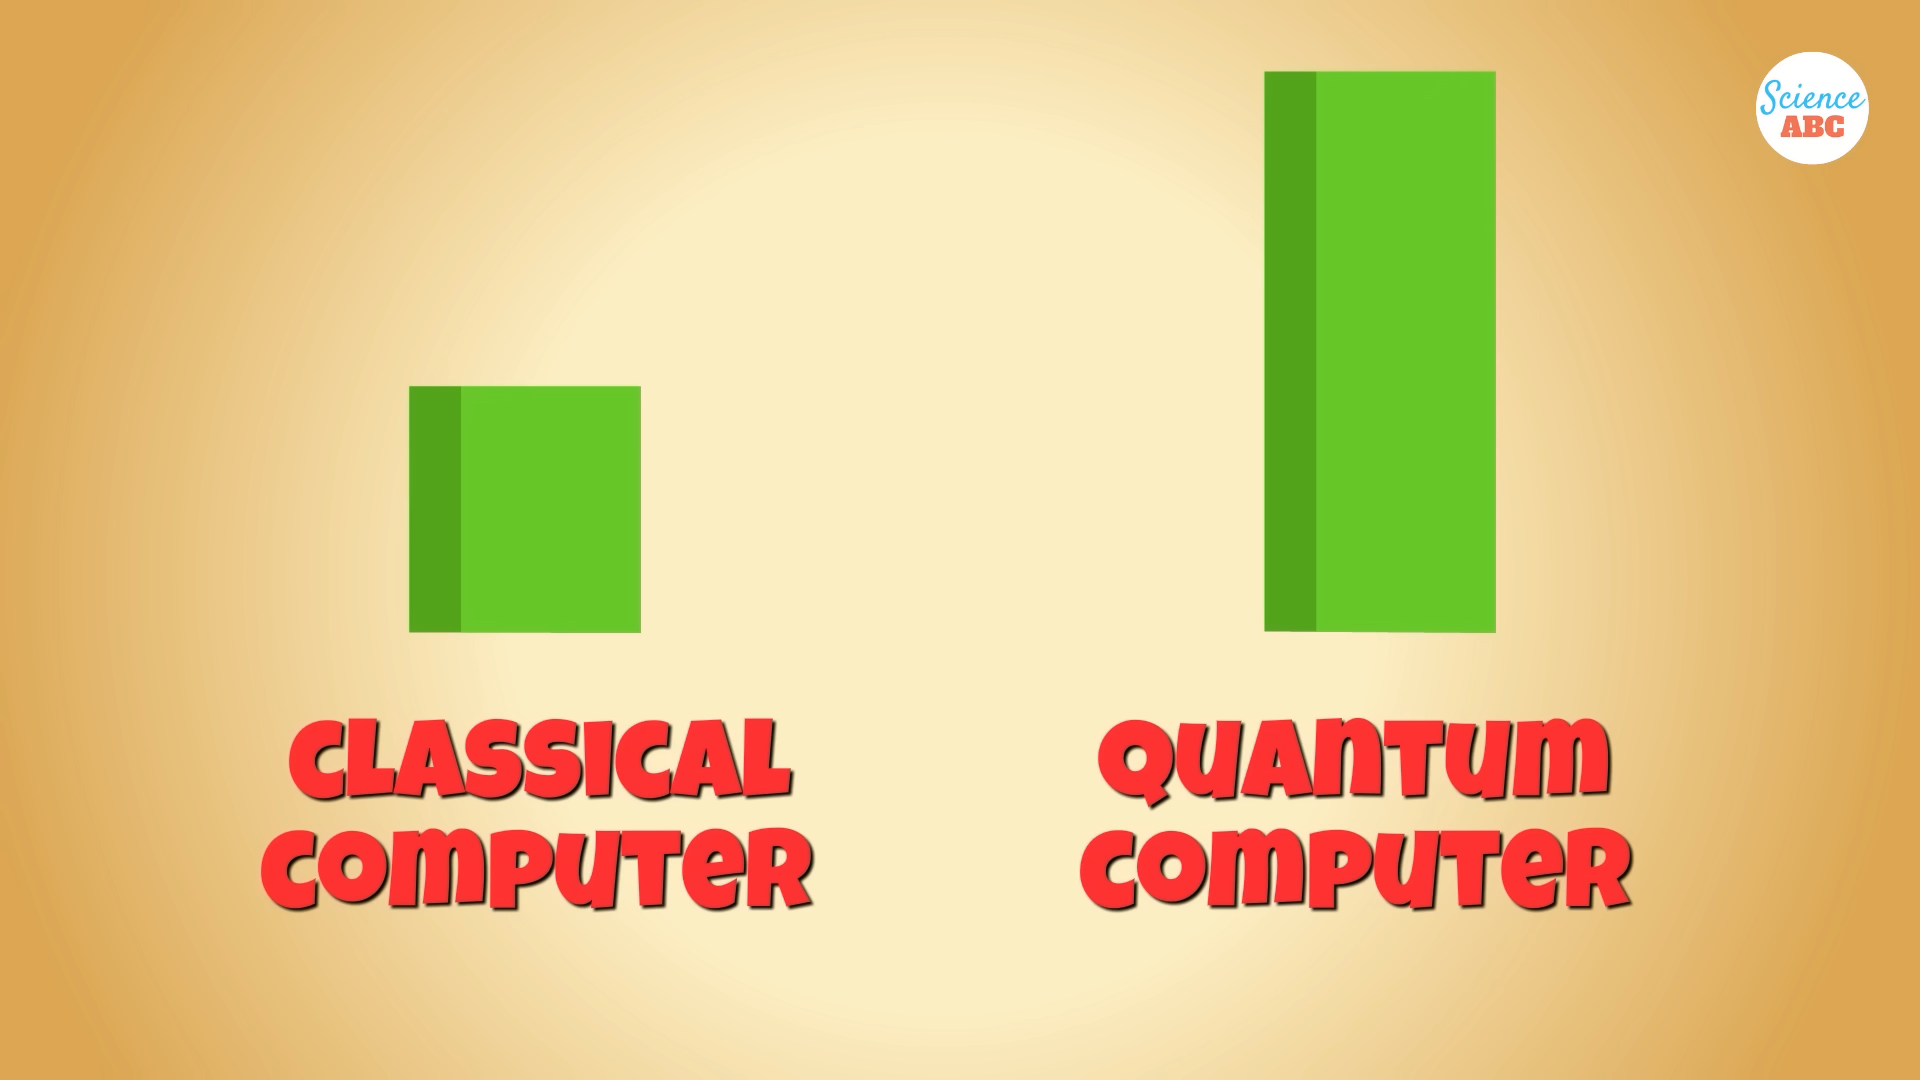 Science
ABC
CLASSICAL
COMPUTER
QUANTUM
COMPUTER